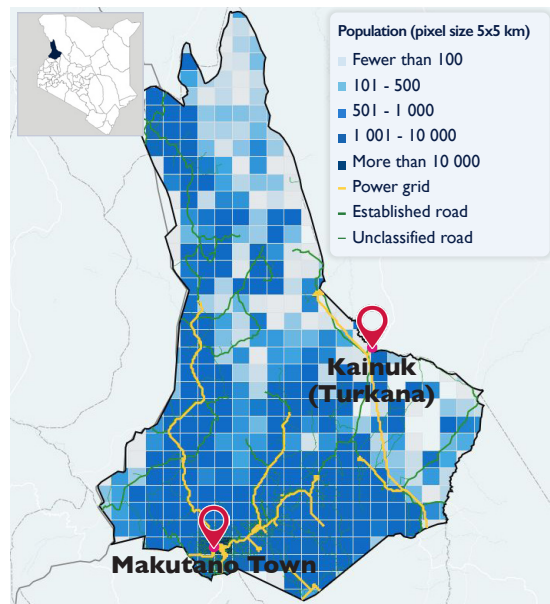 Population (pixel size 5x5 km)
Fewer than 100
101 - 500
501 - 1 000
1 001 - 10 000
More than 10 000
Power grid
Established road
Unclassified road
Kainuk
(Turkana)
Makutano Town